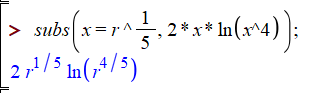 > subs(x = r^1/5, 2*x*ln(x^4));
2 r^1/5 ln(r^4/5)